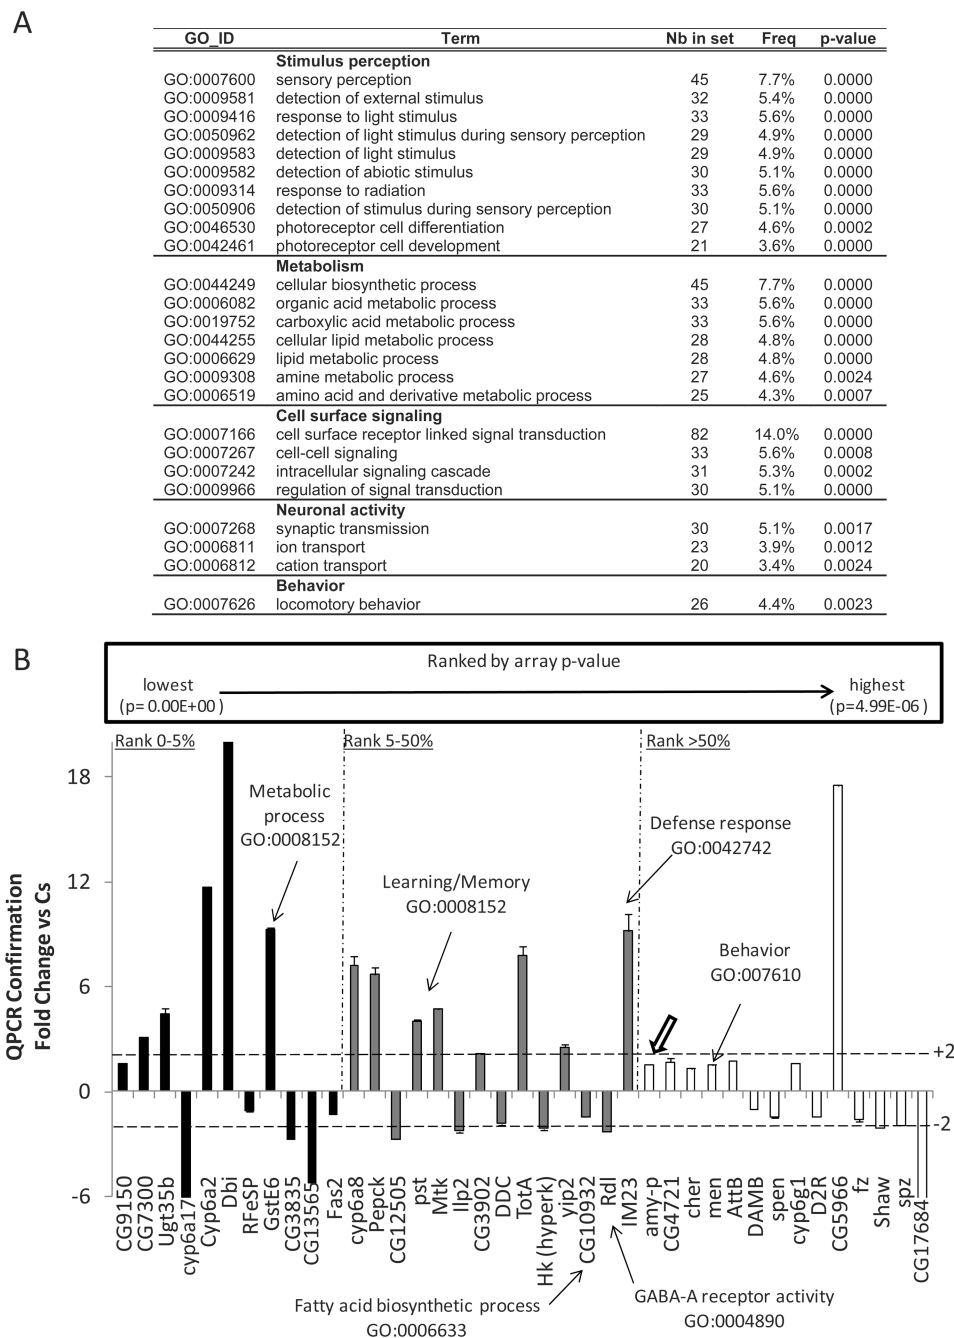 A
GO_ID Term Nb in set Freq p-value
Stimulus perception
GO:0007600 sensory perception 45 7.7% 0.0000
GO:0009581 detection of external stimulus 32 5.4% 0.0000
GO:0009416 response to light stimulus 33 5.6% 0.0000
GO:0050962 detection of light stimulus during sensory perception 29 4.9% 0.0000
GO:0009583 detection of light stimulus 29 4.9% 0.0000
GO:0009582 detection of abiotic stimulus 30 5.1% 0.0000
GO:0009314 response to radiation 33 5.6% 0.0000
GO:0050906 detection of stimulus during sensory perception 30 5.1% 0.0000
GO:0046530 photoreceptor cell differentiation 27 4.6% 0.0002
GO:0042461 photoreceptor cell development 21 3.6% 0.0000
Metabolism
GO:0044249 cellular biosynthetic process 45 7.7% 0.0000
GO:0006082 organic acid metabolic process 33 5.6% 0.0000
GO:0019752 carboxylic acid metabolic process 33 5.6% 0.0000
GO:0044255 cellular lipid metabolic process 28 4.8% 0.0000
GO:0006629 lipid metabolic process 28 4.8% 0.0000
GO:0009308 amine metabolic process 27 4.6% 0.0024
GO:0006519 amino acid and derivative metabolic process 25 4.3% 0.0007
Cell surface signaling
GO:0007166 cell surface receptor linked signal transduction 82 14.0% 0.0000
GO:0007267 cell-cell signaling 33 5.6% 0.0008
GO:0007242 intracellular signaling cascade 31 5.3% 0.0002
GO:0009966 regulation of signal transduction 30 5.1% 0.0000
Neuronal activity
GO:0007268 synaptic transmission 30 5.1% 0.0017
GO:0006811 ion transport 23 3.9% 0.0012
GO:0006812 cation transport 20 3.4% 0.0024
Behavior
GO:0007626 locomotory behavior 26 4.4% 0.0023
B
Ranked by array p-value
lowest
(p= 0.00E+00)
highest
(p=4.99E-06)
Rank 0-5%
Rank 5-50%
Rank >50%
QPCR Confirmation
Fold Change vs Cs
18
12
6
0
-6
Metabolic
process
GO:0008152
Learning/Memory
GO:0008152
Defense response
GO:0042742
Behavior
GO:007610
+2
-2
CG9150
CG7300
Ugt35b
cyp6a17
Cyp6a2
Dbi
RFeSP
GstE6
CG3835
CG13565
Fas2
cyp6a8
Pepck
CG12505
pst
Mtk
Ilp2
CG3902
DDC
TotA
Hk (hyperk)
yip2
CG10932
Rdl
IMI23
amy-p
CG4721
cher
men
AttB
DAMB
spen
cyp6g1
D2R
CG5966
fz
Shaw
spz
CG17684
Fatty acid biosynthetic process
GO:0006633
GABA-A receptor activity
GO:0004890